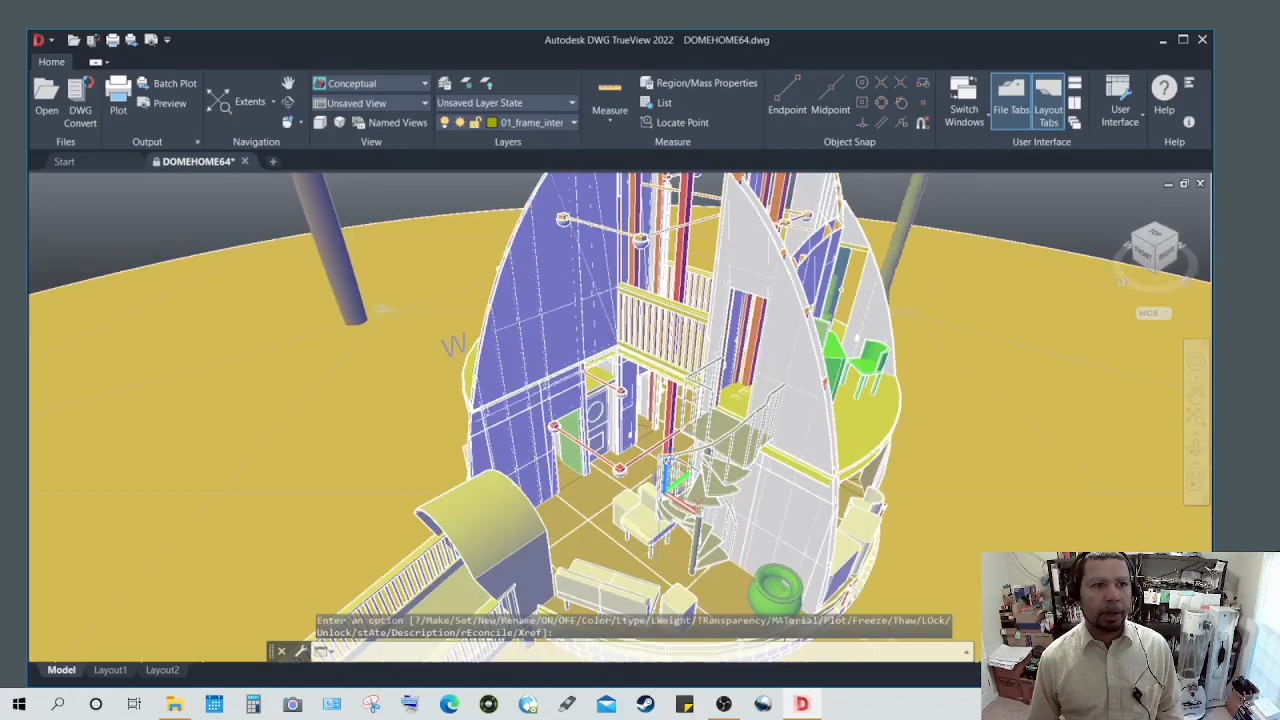 Autodesk DWG TrueView 2022 DOMEHOME64.dwg
Home
Open
DWG Convert
Files
Plot
Batch Plot
Preview
Output
Extents
Navigation
Conceptual
Unsaved View
Named Views
View
Unsaved Layer State
01_frame_inter
Layers
Measure
Region/Mass Properties
List
Locate Point
Measure
Endpoint
Midpoint
Object Snap
Switch Windows
File Tabs
Layout Tabs
User Interface
User Interface
Help
Help
Start
DOMEHOME64*
TOP
FRONT
RIGHT
WCS
W
Enter an option [?/Make/Set/New/Rename/ON/OFF/Color/Ltype/LWeight/TRansparency/MATerial/Plot/Freeze/Thaw/LOck/
Unlock/stAte/Description/rEconcile/Xref]:
Model
Layout1
Layout2